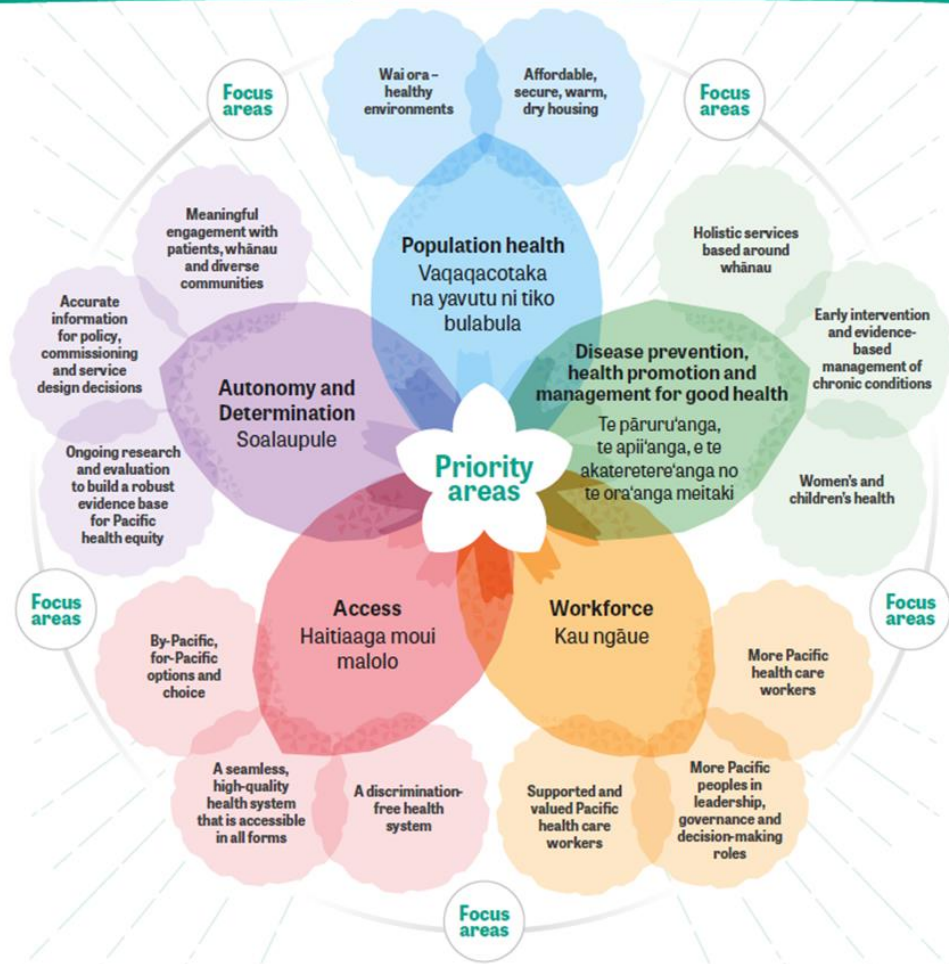 Focus
areas
Wai ora –
healthy
environments
Affordable,
secure, warm,
dry housing
Focus
areas
Population health
Vaqaqacotaka
na yavutu ni tiko
bulabula
Meaningful
engagement with
patients, whānau
and diverse
communities
Accurate
information
for policy,
commissioning
and service
design decisions
Ongoing research
and evaluation
to build a robust
evidence base
for Pacific
health equity
Autonomy and
Determination
Soalaupule
Holistic services
based around
whānau
Early intervention
and evidence-
based
management of
chronic conditions
Women's and
children's health
Disease prevention,
health promotion and
management for good health
Te pāruru'anga,
te apii'anga, e te
akateretere'anga no
te ora'anga meitaki
Priority
areas
Focus
areas
Focus
areas
Access
Haitiaaga moui
malolo
Workforce
Kau ngāue
By-Pacific,
for-Pacific
options and
choice
A seamless,
high-quality
health system
that is accessible
in all forms
A discrimination-
free health
system
Supported and
valued Pacific
health care
workers
More Pacific
peoples in
leadership,
governance and
decision-making
roles
More Pacific
health care
workers
Focus
areas